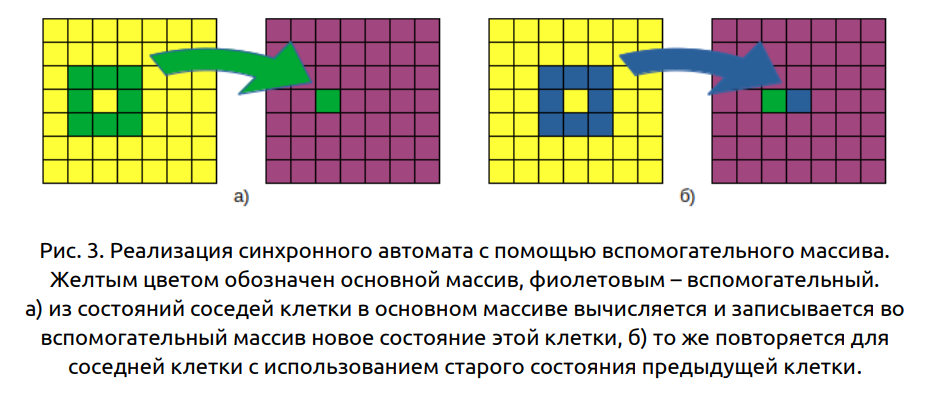 а)
б)
Рис. 3. Реализация синхронного автомата с помощью вспомогательного массива.
Желтым цветом обозначен основной массив, фиолетовым – вспомогательный.
а) из состояний соседей клетки в основном массиве вычисляется и записывается во
вспомогательный массив новое состояние этой клетки, б) то же повторяется для
соседней клетки с использованием старого состояния предыдущей клетки.